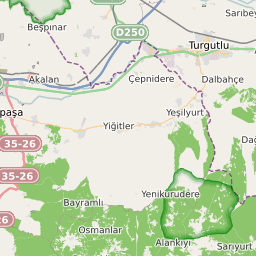 Sarıbey
Beşpınar
D250
Turgutlu
Akalan
Çepnidere
Dalbahçe
paşa
Yeşilyurt
Yiğitler
35-26
35-26
Yenikurudere
Bayramlı
26
Osmanlar
Alankıyı
Sarıyurt